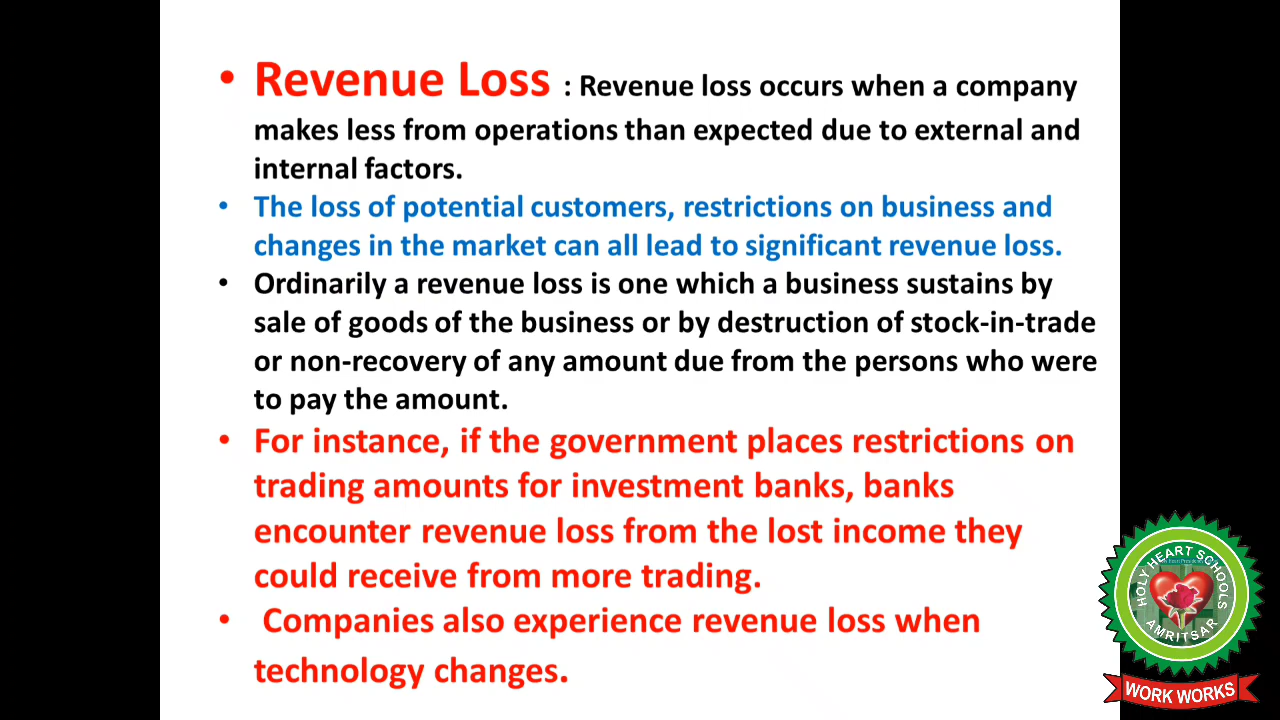 • Revenue Loss : Revenue loss occurs when a company
makes less from operations than expected due to external and
internal factors.
• The loss of potential customers, restrictions on business and
changes in the market can all lead to significant revenue loss.
• Ordinarily a revenue loss is one which a business sustains by
sale of goods of the business or by destruction of stock-in-trade
or non-recovery of any amount due from the persons who were
to pay the amount.
• For instance, if the government places restrictions on
trading amounts for investment banks, banks
encounter revenue loss from the lost income they
could receive from more trading.
• Companies also experience revenue loss when
technology changes.
HOLY HEART SCHOOLS
AMRITSAR
WORK WORKS